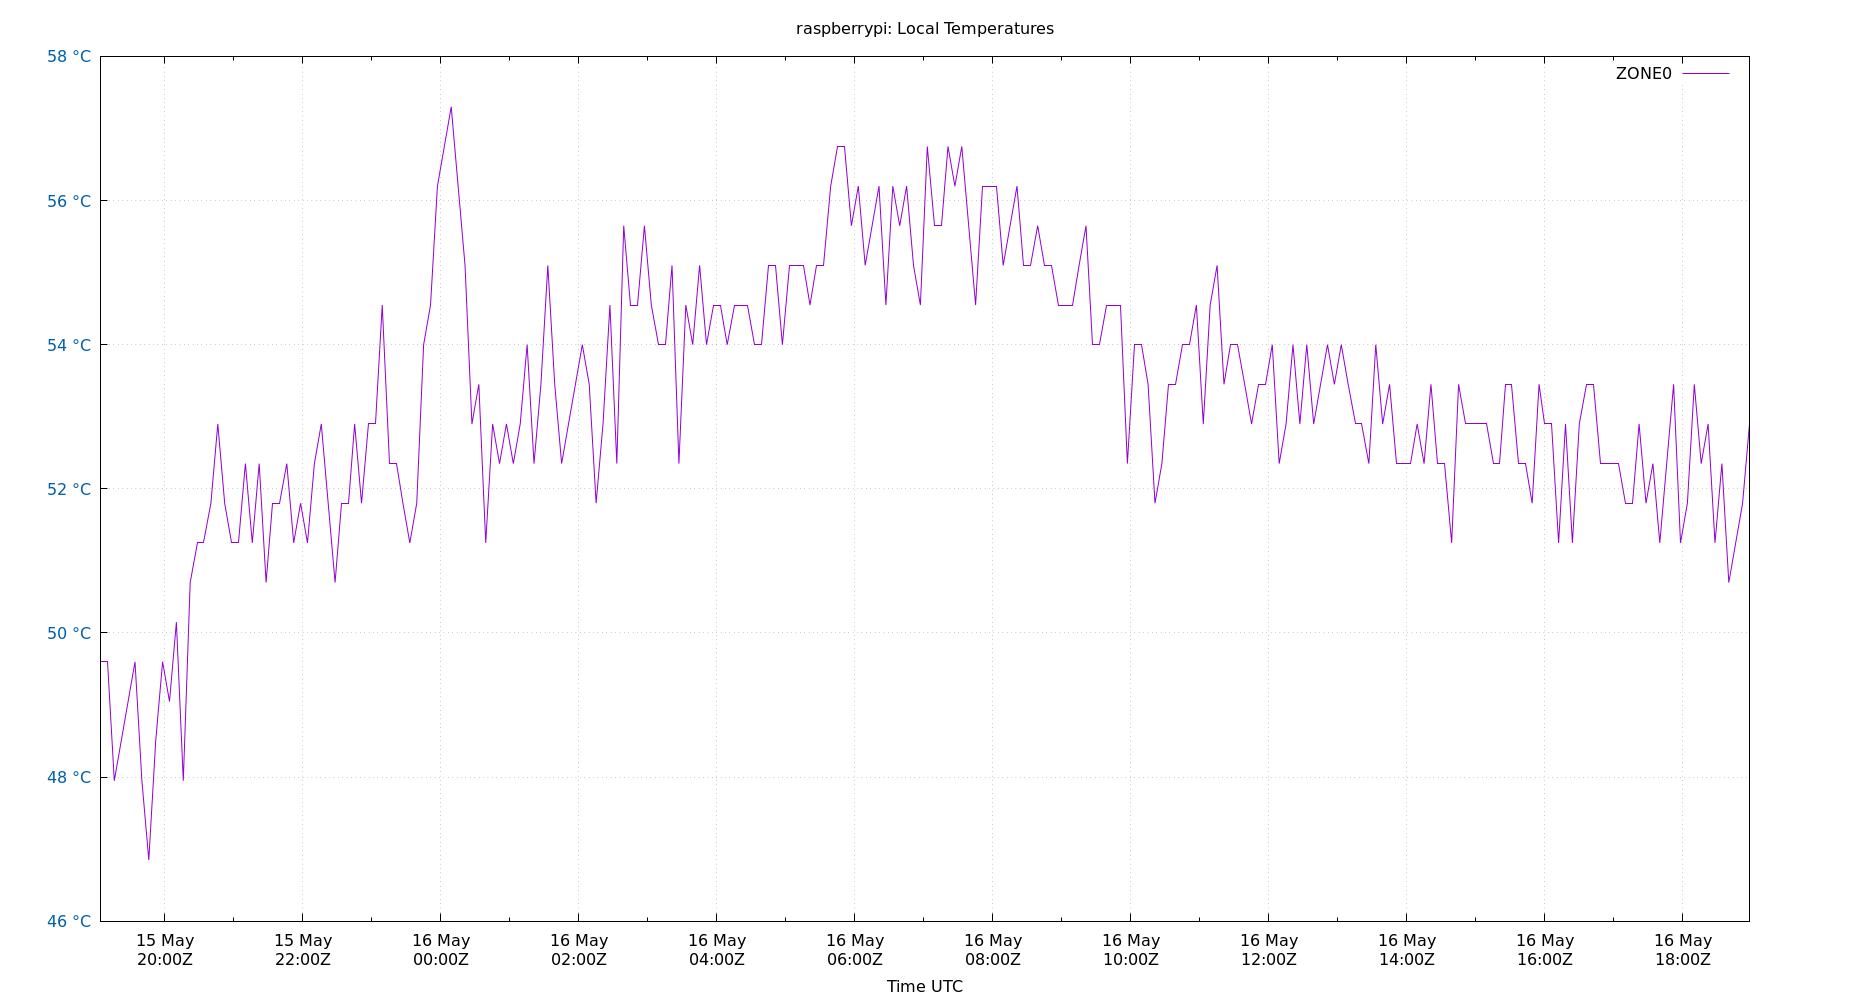 raspberrypi: Local Temperatures
58 °C
ZONE0
56 °C
54 °C
52 °C
50 °C
48 °C
46 °C
15 May 15 May 16 May 16 May 16 May 16 May 16 May 16 May 16 May 16 May 16 May 16 May
20:00Z 22:00Z 00:00Z 02:00Z 04:00Z 06:00Z 08:00Z 10:00Z 12:00Z 14:00Z 16:00Z 18:00Z
Time UTC